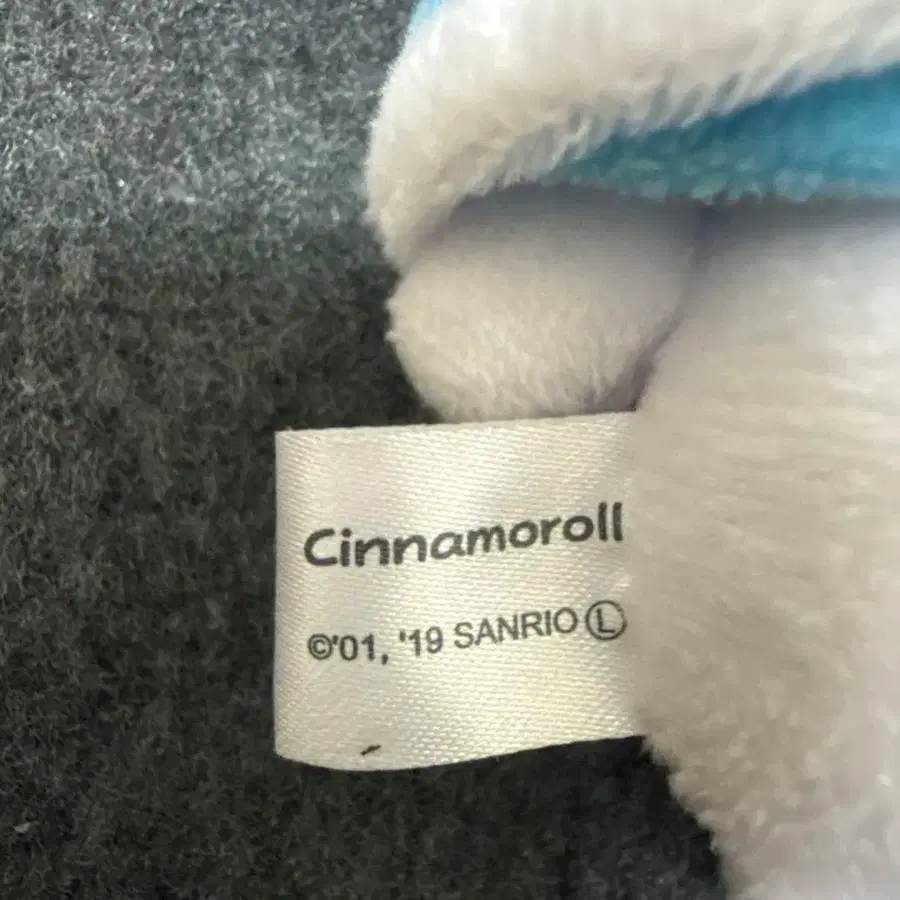 Cinnamoroll
©'01, '19 SANRIO Ⓛ